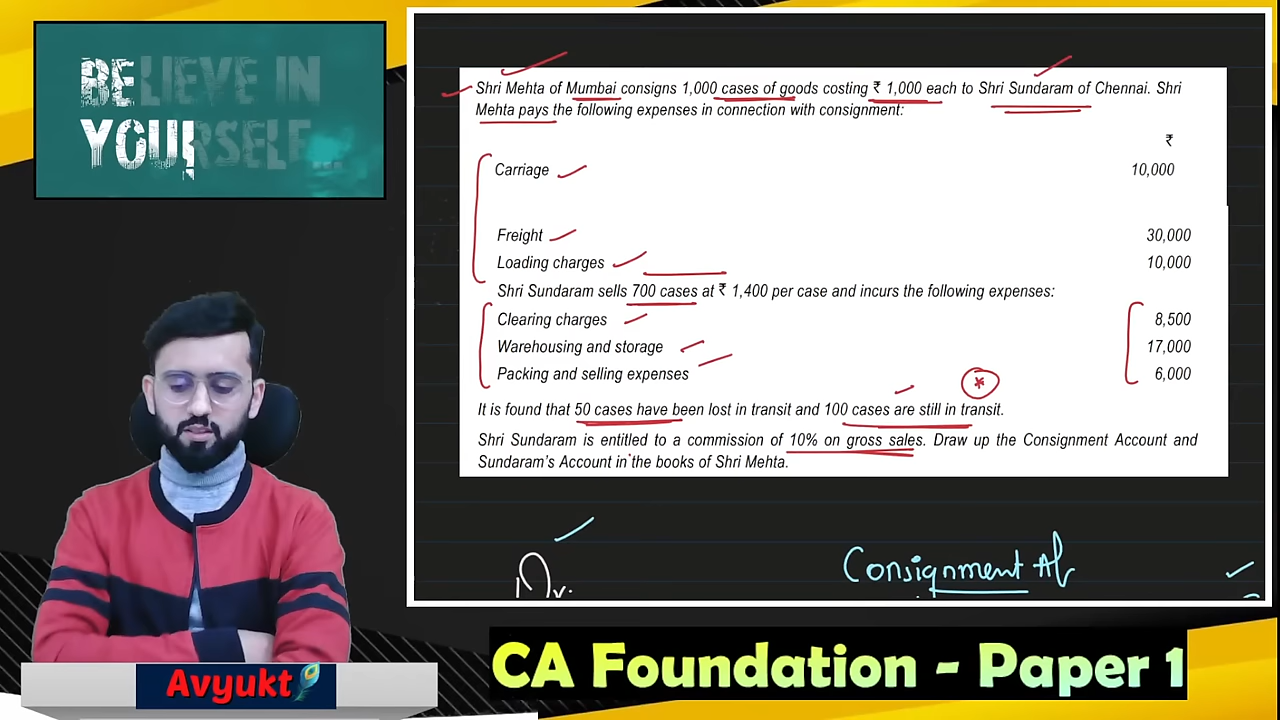 BELIEVE IN
YOURSELF...
Shri Mehta of Mumbai consigns 1,000 cases of goods costing ₹ 1,000 each to Shri Sundaram of Chennai. Shri
Mehta pays the following expenses in connection with consignment:
₹
Carriage 10,000
Freight 30,000
Loading charges 10,000
Shri Sundaram sells 700 cases at ₹ 1,400 per case and incurs the following expenses:
Clearing charges 8,500
Warehousing and storage 17,000
Packing and selling expenses 6,000
It is found that 50 cases have been lost in transit and 100 cases are still in transit.
Shri Sundaram is entitled to a commission of 10% on gross sales. Draw up the Consignment Account and
Sundaram's Account in the books of Shri Mehta.
Dr. Consignment A/c
CA Foundation - Paper 1
Avyukt